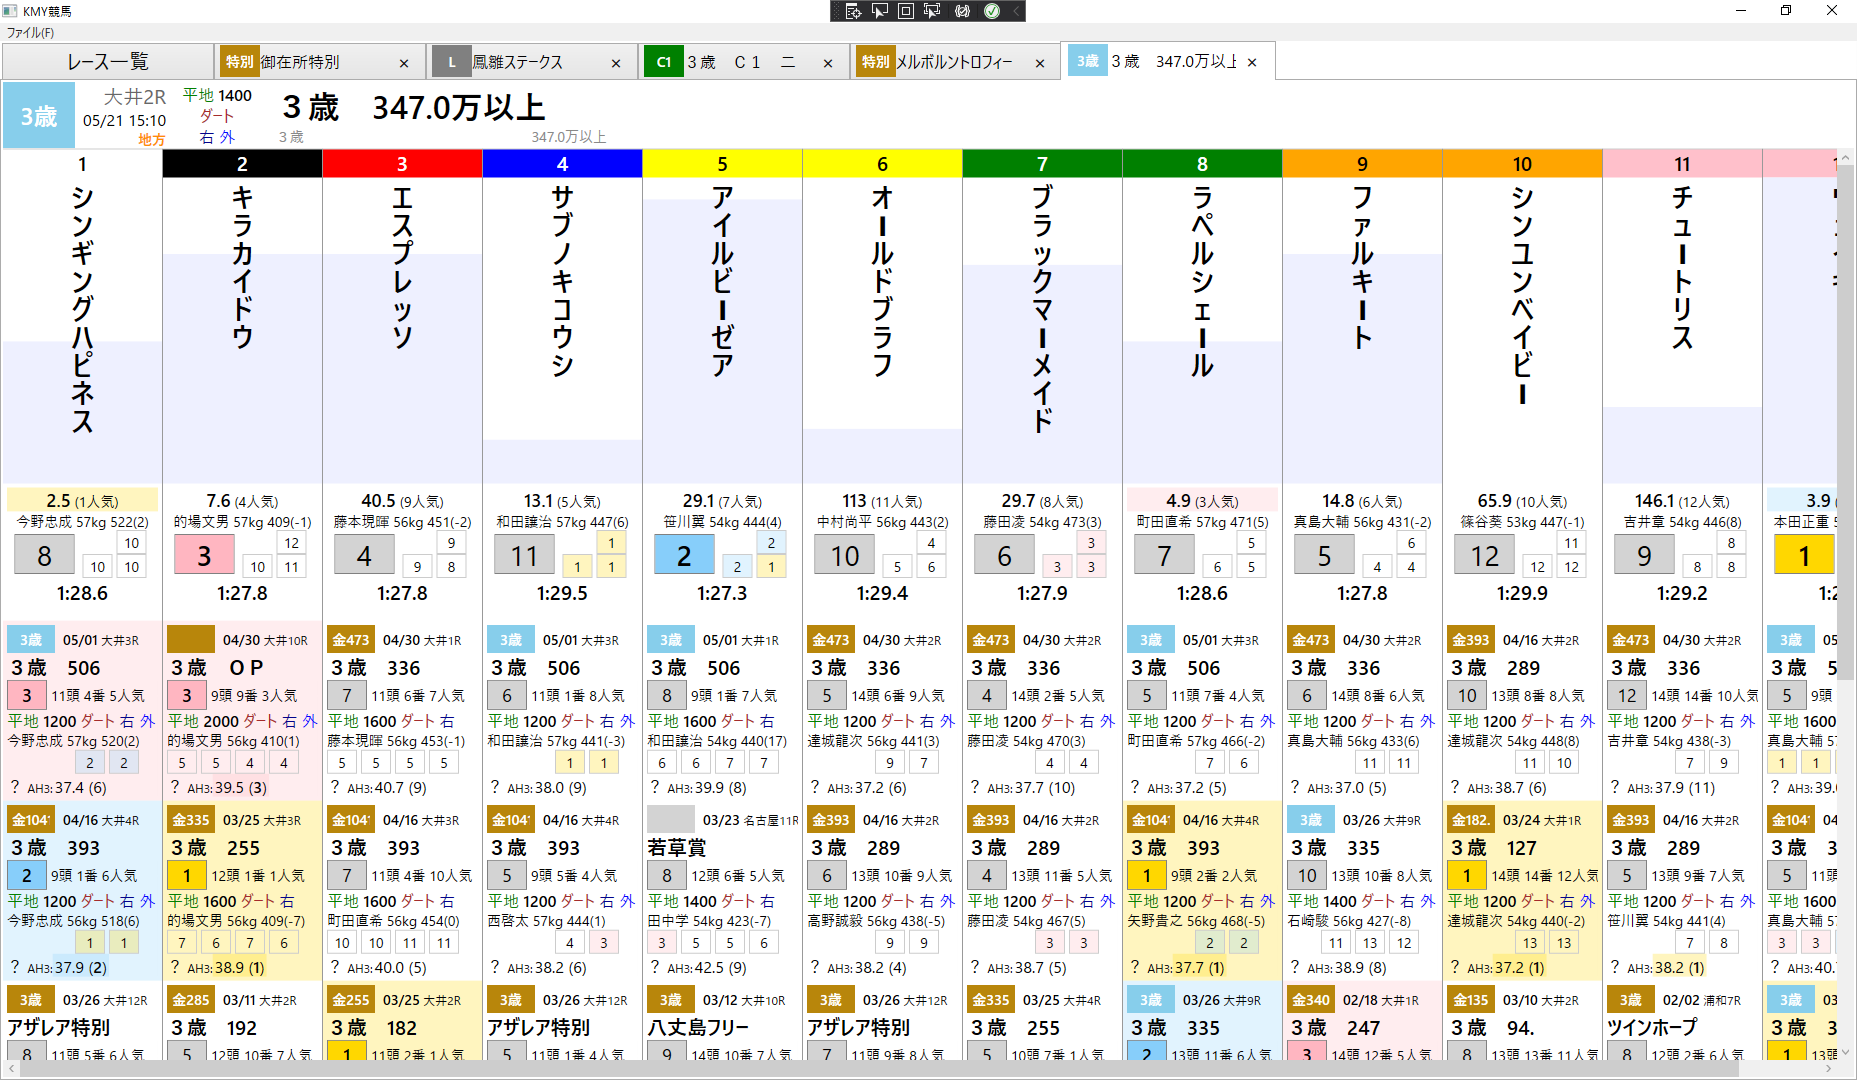 KMY競馬
ファイル(F)
レース一覧
特別 御在所特別 ×
L 鳳雛ステークス ×
C1 3歳 C1 二 ×
特別 メルボルントロフィー ×
3歳 3歳 347.0万以上 ×
3歳
大井2R
05/21 15:10
地方
平地 1400
ダート
右 外
3歳 347.0万以上
3歳 347.0万以上
1 2 3 4 5 6 7 8 9 10 11
シンギングハピネス
キラカイドウ
エスプレッソ
サブノキコウシ
アイルビーゼア
オールドブラフ
ブラックマーメイド
ラペルシェール
ファルキート
シンユンベイビー
チュートリス
2.5 (1人気) 7.6 (4人気) 40.5 (9人気) 13.1 (5人気) 29.1 (7人気) 113 (11人気) 29.7 (8人気) 4.9 (3人気) 14.8 (6人気) 65.9 (10人気) 146.1 (12人気) 3.9
今野忠成 57kg 522(2) 的場文男 57kg 409(-1) 藤本現暉 56kg 451(-2) 和田譲治 57kg 447(6) 笹川翼 54kg 444(4) 中村尚平 56kg 443(2) 藤田凌 54kg 473(3) 町田直希 57kg 471(5) 真島大輔 56kg 431(-2) 篠谷葵 53kg 447(-1) 吉井章 54kg 446(8) 本田正重
10 12 9 1 2 4 3 5 6 11 8
8 10 10 3 10 11 4 9 8 11 1 1 2 2 1 10 5 6 6 3 3 7 6 5 5 4 4 12 12 12 9 8 8 1
1:28.6 1:27.8 1:27.8 1:29.5 1:27.3 1:29.4 1:27.9 1:28.6 1:27.8 1:29.9 1:29.2
3歳 05/01 大井3R 04/30 大井10R 金473 04/30 大井1R 3歳 05/01 大井3R 3歳 05/01 大井1R 金473 04/30 大井2R 金473 04/30 大井2R 3歳 05/01 大井3R 金473 04/30 大井2R 金393 04/16 大井2R 金473 04/30 大井2R 3歳
3歳 506 3歳 OP 3歳 336 3歳 506 3歳 506 3歳 336 3歳 336 3歳 506 3歳 336 3歳 289 3歳 336 3歳
3 11頭 4番 5人気 3 9頭 9番 3人気 7 11頭 6番 7人気 6 11頭 1番 8人気 8 9頭 1番 7人気 5 14頭 6番 9人気 4 14頭 2番 5人気 5 11頭 7番 4人気 6 14頭 8番 6人気 10 13頭 8番 8人気 12 14頭 14番 10人気 5 9頭
平地 1200 ダート 右 外 平地 2000 ダート 右 外 平地 1600 ダート 右 平地 1200 ダート 右 外 平地 1600 ダート 右 平地 1200 ダート 右 外 平地 1200 ダート 右 外 平地 1200 ダート 右 外 平地 1200 ダート 右 外 平地 1200 ダート 右 外 平地 1200 ダート 右 外 平地 1600
今野忠成 57kg 520(2) 的場文男 56kg 410(1) 藤本現暉 56kg 453(-1) 和田譲治 57kg 441(-3) 和田譲治 54kg 440(17) 達城龍次 56kg 441(3) 藤田凌 54kg 470(3) 町田直希 57kg 466(-2) 真島大輔 56kg 433(6) 達城龍次 54kg 448(8) 吉井章 54kg 438(-3) 真島大輔
2 2 5 5 4 4 5 5 5 5 1 1 6 6 7 7 9 7 4 4 7 6 11 11 11 10 7 9 1 1
? AH3:37.4 (6) ? AH3:39.5 (3) ? AH3:40.7 (9) ? AH3:38.0 (9) ? AH3:39.9 (8) ? AH3:37.2 (6) ? AH3:37.7 (10) ? AH3:37.2 (5) ? AH3:37.0 (5) ? AH3:38.7 (6) ? AH3:37.9 (11) ? AH3:39.
04/16 大井4R 金335 03/25 大井3R 04/16 大井3R 04/16 大井4R 03/23 名古屋11R 金393 04/16 大井2R 金393 04/16 大井2R 04/16 大井4R 3歳 03/26 大井9R 金182. 03/24 大井1R 金393 04/16 大井2R
3歳 393 3歳 255 3歳 393 3歳 393 若草賞 3歳 289 3歳 289 3歳 393 3歳 335 3歳 127 3歳 289 3歳
2 9頭 1番 6人気 1 12頭 1番 1人気 7 11頭 4番 10人気 5 9頭 5番 4人気 8 12頭 6番 5人気 6 13頭 10番 9人気 4 13頭 11番 5人気 1 9頭 2番 2人気 10 13頭 10番 8人気 1 14頭 14番 12人気 5 13頭 9番 7人気 5 11頭
平地 1200 ダート 右 外 平地 1600 ダート 右 平地 1200 ダート 右 外 平地 1200 ダート 右 外 平地 1600 ダート 右 平地 1200 ダート 右 外 平地 1200 ダート 右 外 平地 1200 ダート 右 外 平地 1400 ダート 右 外 平地 1200 ダート 右 外 平地 1200 ダート 右 外 平地 1200
今野忠成 56kg 518(6) 的場文男 56kg 409(-7) 町田直希 56kg 454(0) 西啓太 57kg 444(1) 田中学 54kg 423(-7) 高野誠毅 56kg 438(-5) 藤田凌 54kg 467(5) 矢野貴之 56kg 468(-5) 石崎駿 56kg 427(-8) 達城龍次 54kg 440(-2) 笹川翼 54kg 441(4) 真島大輔
1 1 7 6 7 6 10 10 11 11 4 3 3 5 5 6 9 9 3 3 2 2 11 13 12 13 13 7 8 3 3
? AH3:37.9 (2) ? AH3:38.9 (1) ? AH3:40.0 (5) ? AH3:38.2 (6) ? AH3:42.5 (9) ? AH3:38.2 (4) ? AH3:38.7 (5) ? AH3:37.7 (1) ? AH3:38.9 (8) ? AH3:37.2 (1) ? AH3:38.2 (1) ? AH3:40.
3歳 03/26 大井12R 金285 03/11 大井2R 金255 03/25 大井2R 3歳 03/26 大井12R 3歳 03/12 大井10R 3歳 03/26 大井12R 金335 03/25 大井4R 3歳 03/26 大井9R 金340 02/18 大井1R 金135 03/10 大井2R 3歳 02/02 浦和7R 3歳
アザレア特別 3歳 192 3歳 182 アザレア特別 八丈島フリー アザレア特別 3歳 255 3歳 335 3歳 247 3歳 94. ツインホープ 3歳
8 11頭 5番 6人気 5 12頭 10番 7人気 1 11頭 2番 1人気 5 11頭 1番 4人気 9 14頭 10番 7人気 7 11頭 9番 8人気 5 10頭 7番 1人気 2 13頭 11番 6人気 3 14頭 12番 5人気 8 13頭 13番 11人気 8 12頭 2番 6人気 1 13頭